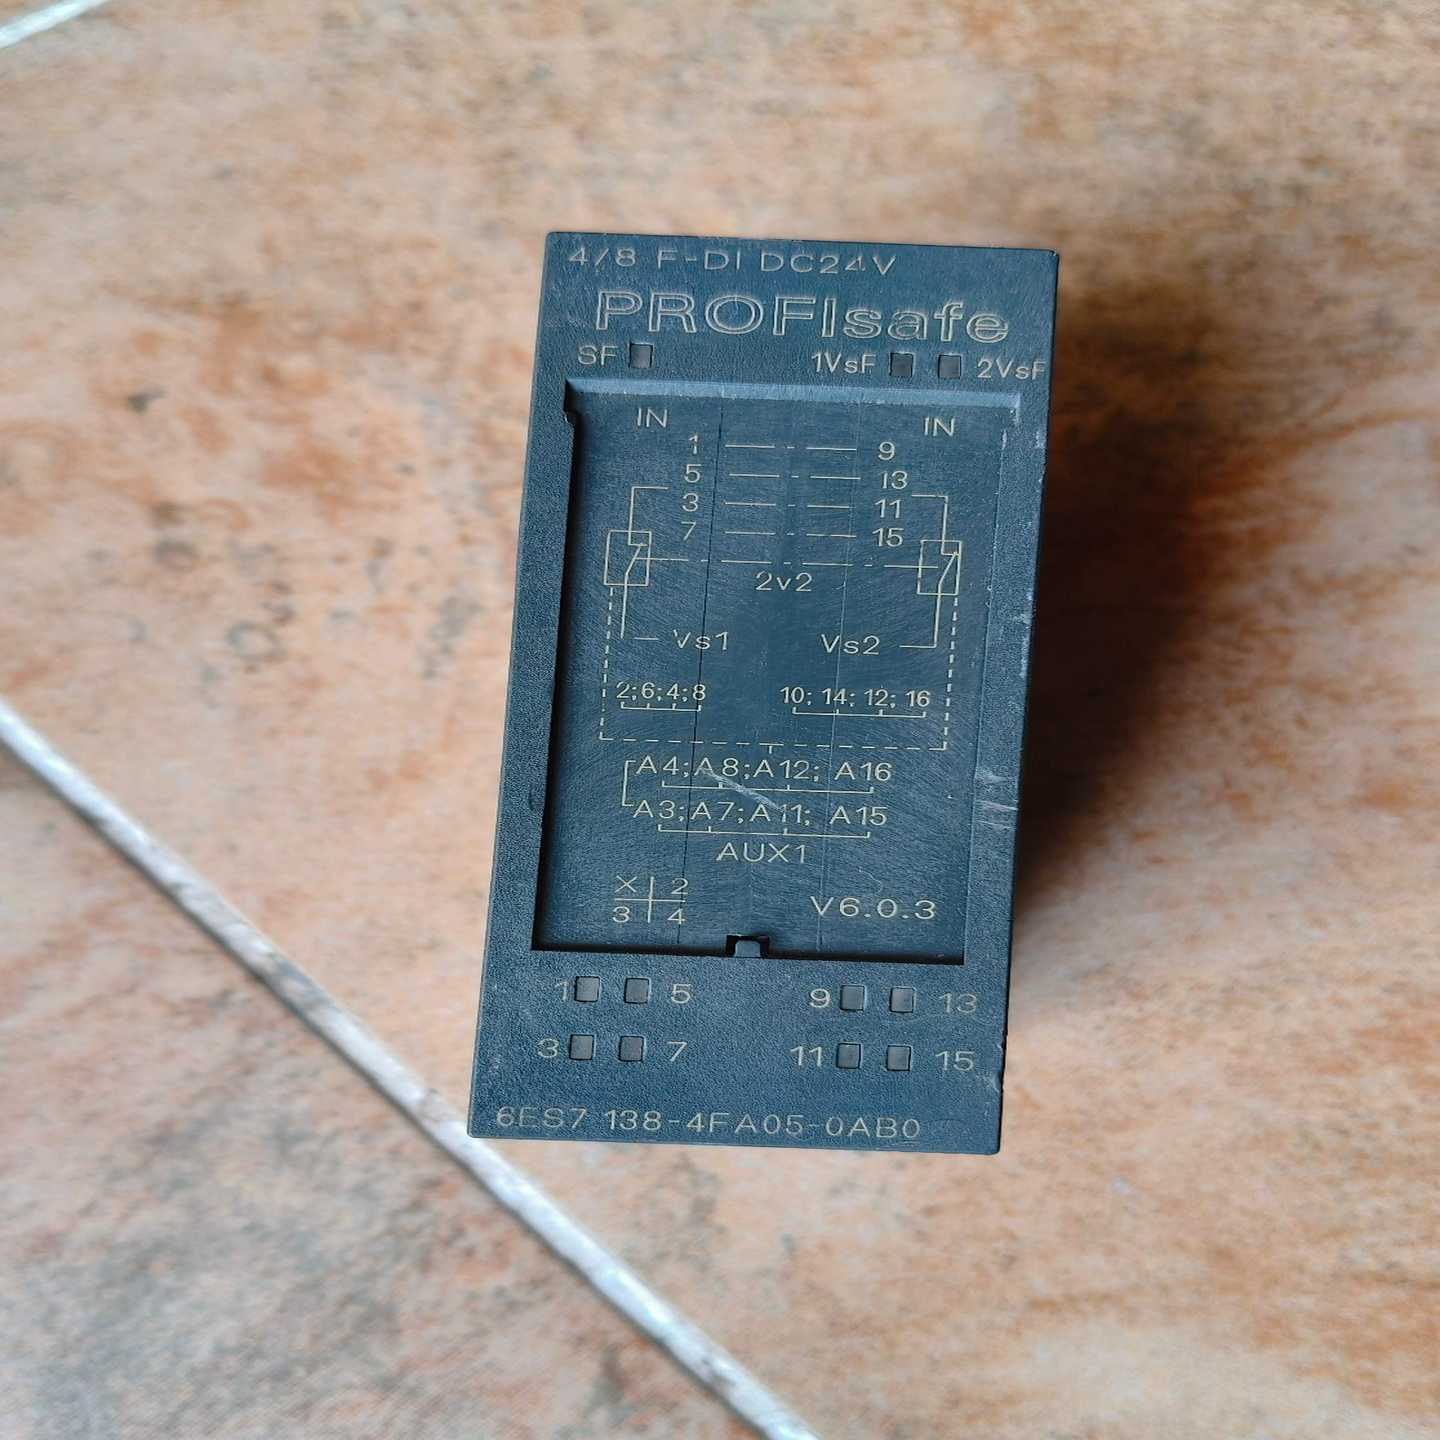 4/8 F-DI DC24V
PROFIsafe
SF 1VsF 2VsF
IN IN
1 9
5 13
3 11
7 15
2v2
Vs1 Vs2
2;6;4;8 10; 14; 12; 16
A4;A8;A12; A16
A3;A7;A11; A15
AUX1
X 2
3 4 V6.0.3
1 5 9 13
3 7 11 15
6ES7 138-4FA05-0AB0